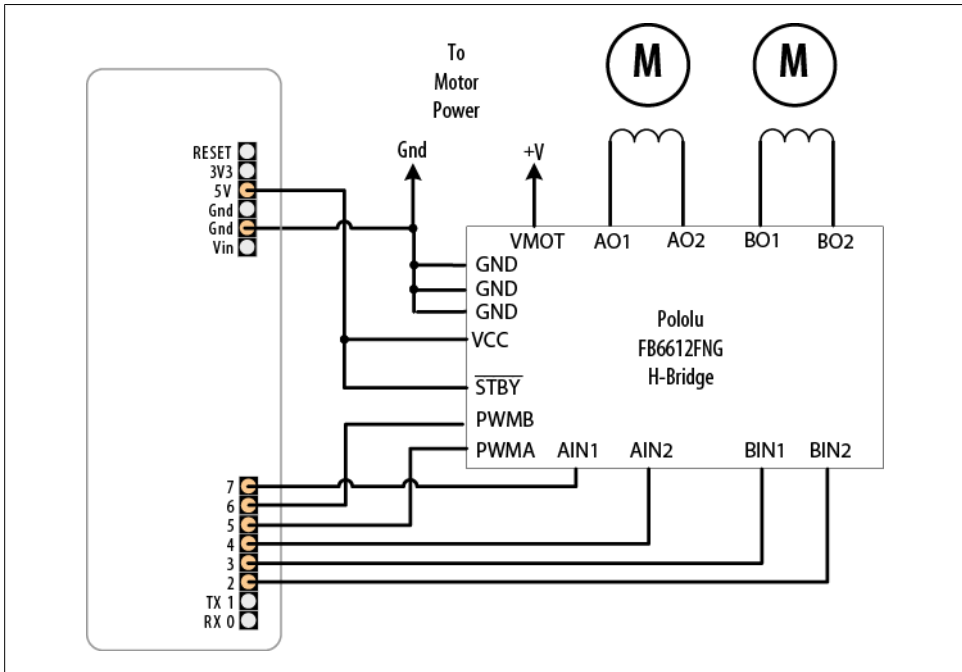 To
Motor
Power
M
M
Gnd
+V
RESET
3V3
5V
Gnd
Gnd
Vin
VMOT
AO1
AO2
BO1
BO2
GND
GND
GND
VCC
STBY
PWMB
PWMA
Pololu
FB6612FNG
H-Bridge
AIN1
AIN2
BIN1
BIN2
7
6
5
4
3
2
TX 1
RX 0